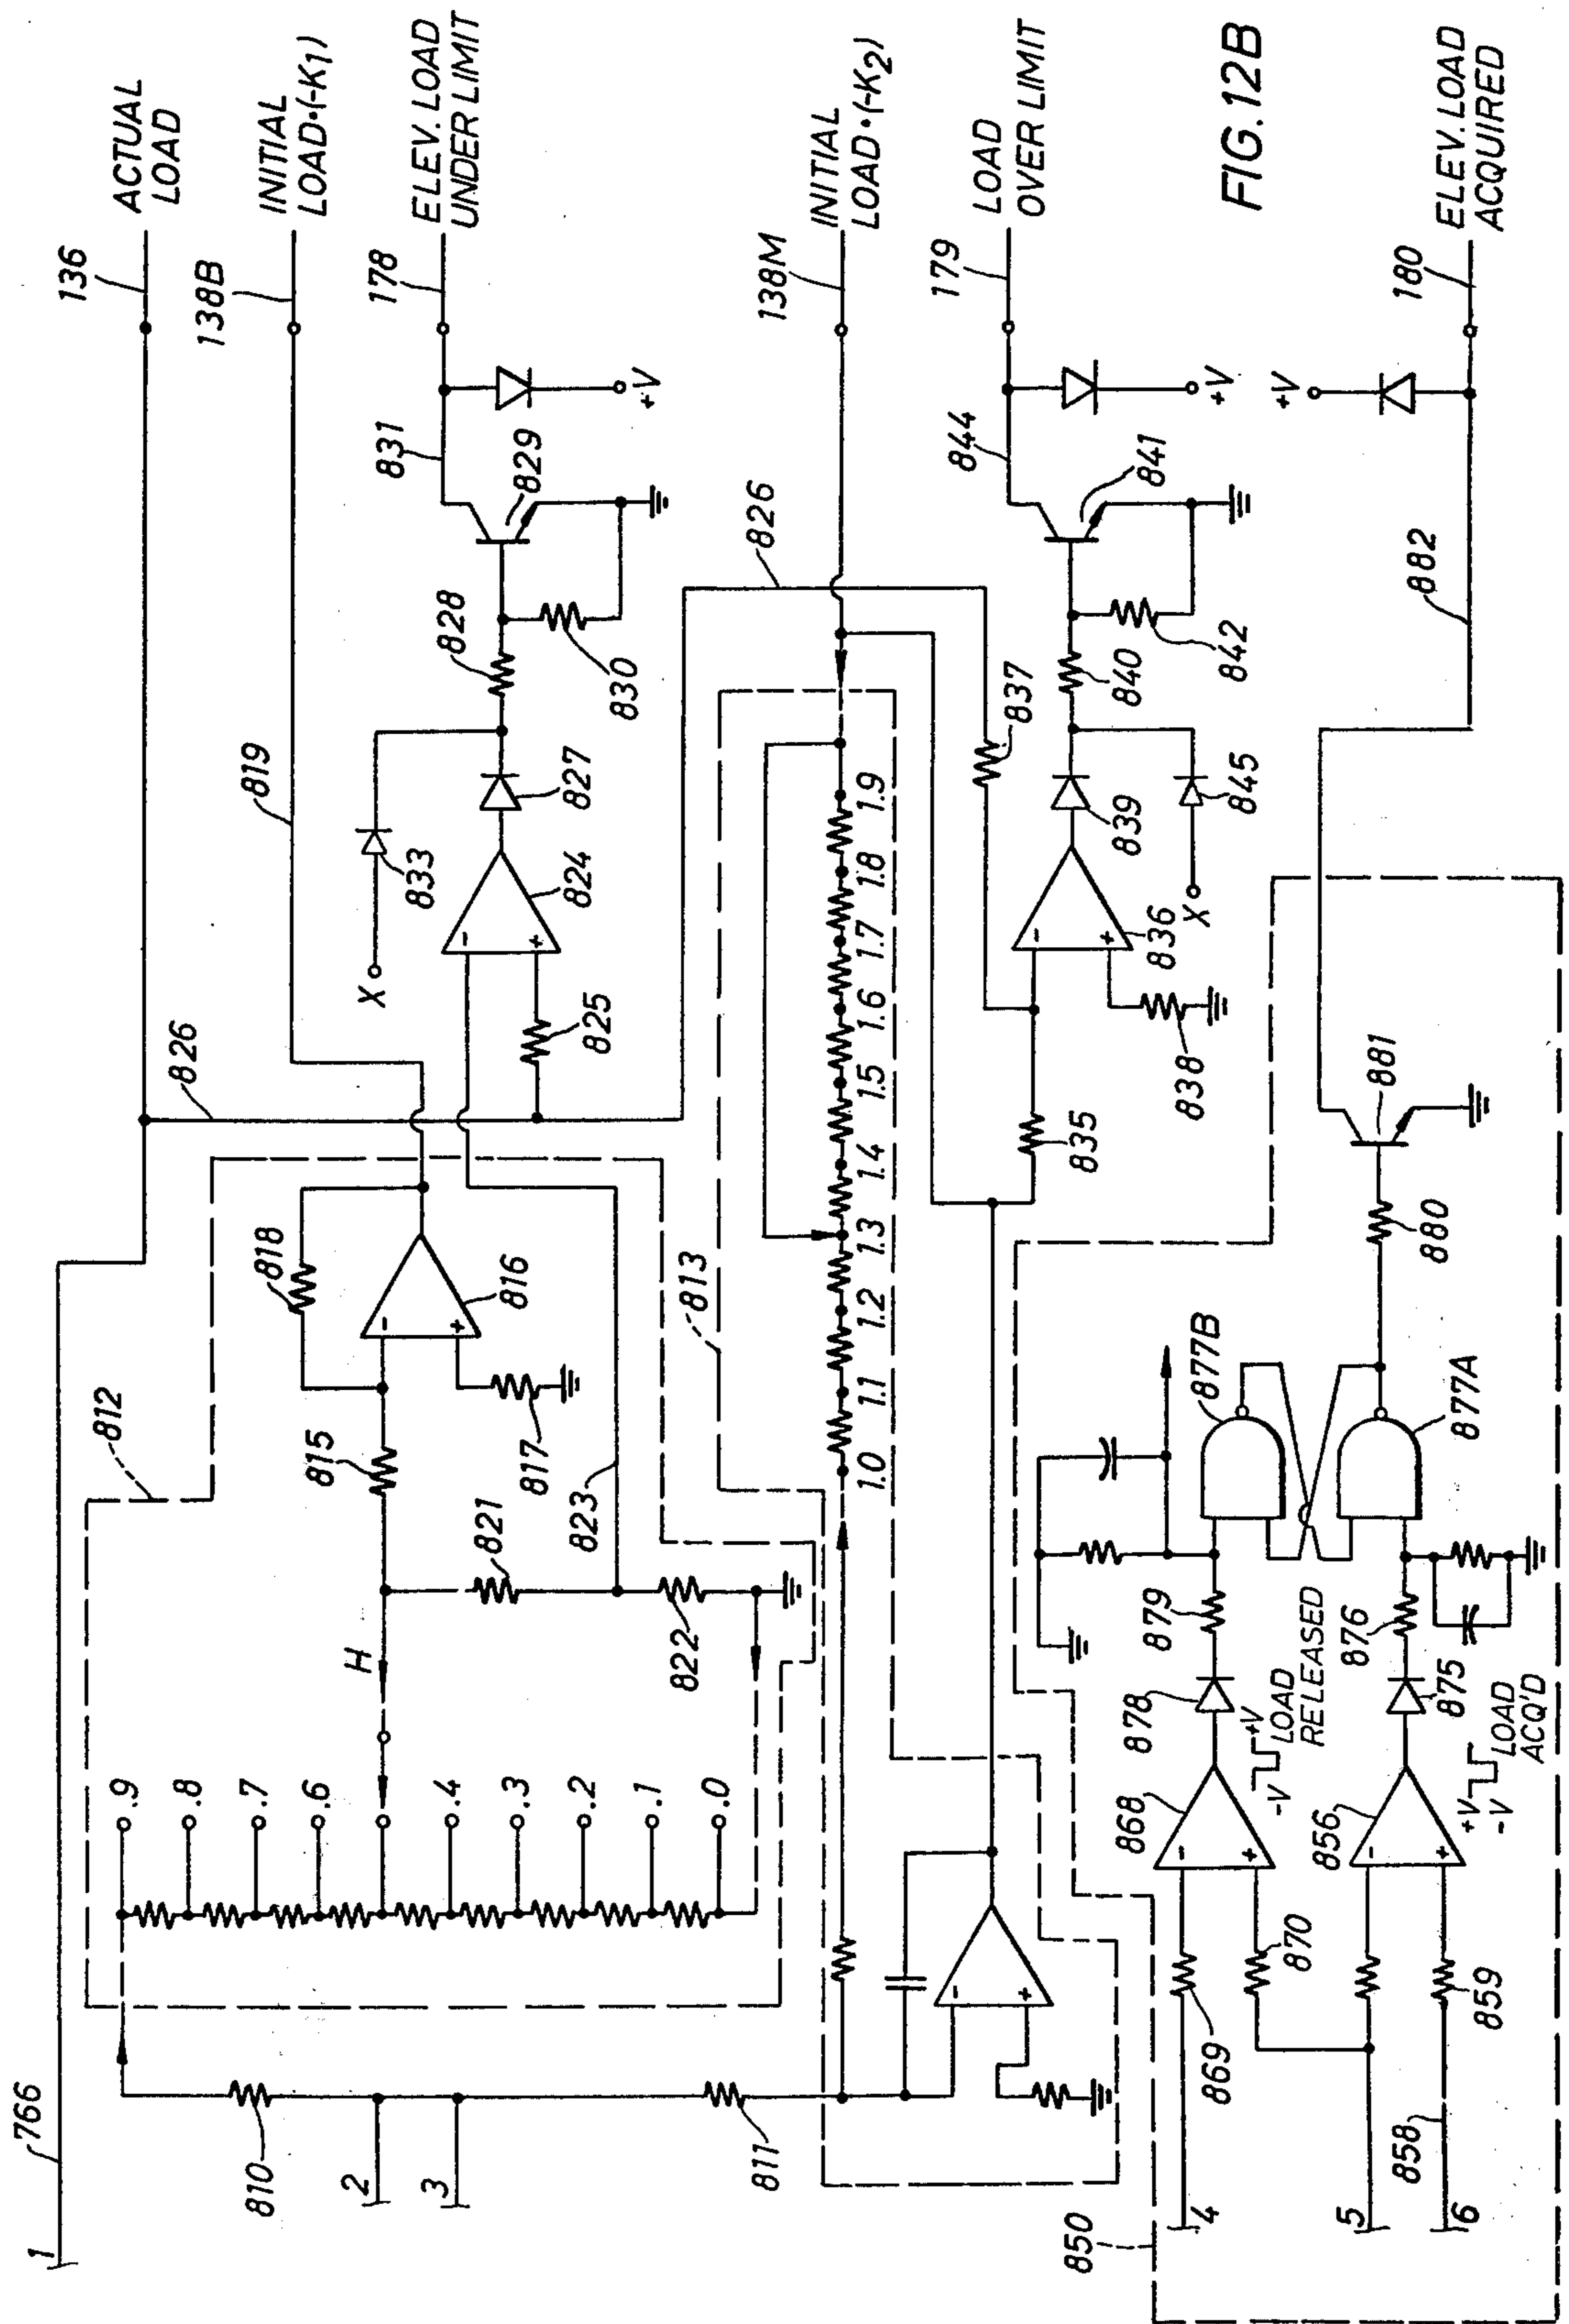 1
766
136
ACTUAL
LOAD
812
826
819
138B
INITIAL
LOAD•(-K1)
810
2
3
.9
.8
.7
.6
.4
.3
.2
.1
.0
H
815
818
-
+
816
817
821
822
823
X
833
-
+
824
825
827
828
830
829
831
178
ELEV. LOAD
UNDER LIMIT
+V
811
813
1.0
1.1
1.2
1.3
1.4
1.5
1.6
1.7
1.8
1.9
826
138M
INITIAL
LOAD•(-K2)
-
+
835
837
838
-
+
836
X
839
845
840
842
841
844
179
LOAD
OVER LIMIT
+V
850
4
5
6
858
869
870
859
868
-
+
856
-
+
878
-V
+V
LOAD
RELEASED
875
+V
-V
LOAD
ACQ'D
879
876
877B
877A
880
881
882
+V
180
ELEV. LOAD
ACQUIRED
FIG. 12B